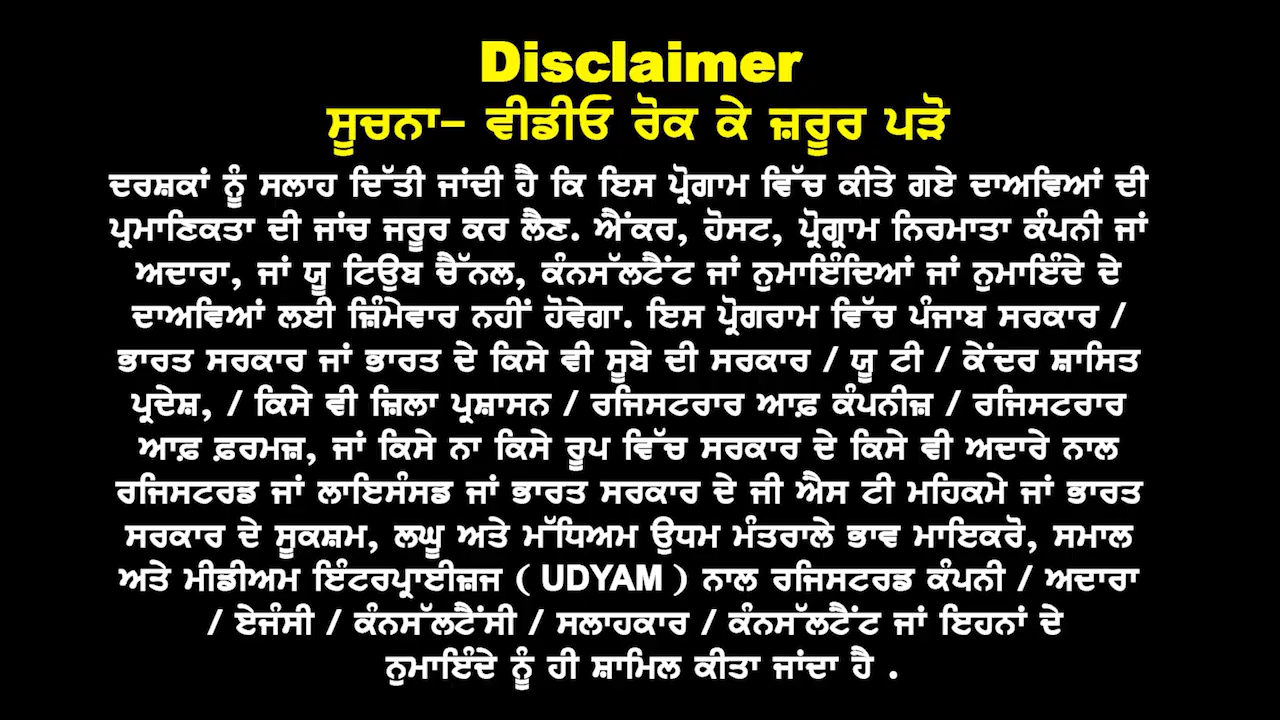 Disclaimer
ਸੂਚਨਾ- ਵੀਡੀਓ ਰੋਕ ਕੇ ਜ਼ਰੂਰ ਪੜੋ
ਦਰਸ਼ਕਾਂ ਨੂੰ ਸਲਾਹ ਦਿੱਤੀ ਜਾਂਦੀ ਹੈ ਕਿ ਇਸ ਪ੍ਰੋਗਾਮ ਵਿੱਚ ਕੀਤੇ ਗਏ ਦਾਅਵਿਆਂ ਦੀ
ਪ੍ਰਮਾਣਿਕਤਾ ਦੀ ਜਾਂਚ ਜਰੂਰ ਕਰ ਲੈਣ. ਐਂਕਰ, ਹੋਸਟ, ਪ੍ਰੋਗ੍ਰਾਮ ਨਿਰਮਾਤਾ ਕੰਪਨੀ ਜਾਂ
ਅਦਾਰਾ, ਜਾਂ ਯੂ ਟਿਊਬ ਚੈੱਨਲ, ਕੰਨਸੱਲਟੈਂਟ ਜਾਂ ਨੁਮਾਇੰਦਿਆਂ ਜਾਂ ਨੁਮਾਇੰਦੇ ਦੇ
ਦਾਅਵਿਆਂ ਲਈ ਜ਼ਿੰਮੇਵਾਰ ਨਹੀਂ ਹੋਵੇਗਾ. ਇਸ ਪ੍ਰੋਗਰਾਮ ਵਿੱਚ ਪੰਜਾਬ ਸਰਕਾਰ /
ਭਾਰਤ ਸਰਕਾਰ ਜਾਂ ਭਾਰਤ ਦੇ ਕਿਸੇ ਵੀ ਸੂਬੇ ਦੀ ਸਰਕਾਰ / ਯੂ ਟੀ / ਕੇਂਦਰ ਸ਼ਾਸਿਤ
ਪ੍ਰਦੇਸ਼, / ਕਿਸੇ ਵੀ ਜ਼ਿਲਾ ਪ੍ਰਸ਼ਾਸਨ / ਰਜਿਸਟਰਾਰ ਆਫ਼ ਕੰਪਨੀਜ਼ / ਰਜਿਸਟਰਾਰ
ਆਫ਼ ਫ਼ਰਮਜ਼, ਜਾਂ ਕਿਸੇ ਨਾ ਕਿਸੇ ਰੂਪ ਵਿੱਚ ਸਰਕਾਰ ਦੇ ਕਿਸੇ ਵੀ ਅਦਾਰੇ ਨਾਲ
ਰਜਿਸਟਰਡ ਜਾਂ ਲਾਇਸੰਸਡ ਜਾਂ ਭਾਰਤ ਸਰਕਾਰ ਦੇ ਜੀ ਐਸ ਟੀ ਮਹਿਕਮੇ ਜਾਂ ਭਾਰਤ
ਸਰਕਾਰ ਦੇ ਸੂਕਸ਼ਮ, ਲਘੂ ਅਤੇ ਮੱਧਿਅਮ ਉਧਮ ਮੰਤਰਾਲੇ ਭਾਵ ਮਾਇਕਰੋ, ਸਮਾਲ
ਅਤੇ ਮੀਡੀਅਮ ਇੰਟਰਪ੍ਰਾਈਜ਼ਜ ( UDYAM ) ਨਾਲ ਰਜਿਸਟਰਡ ਕੰਪਨੀ / ਅਦਾਰਾ
/ ਏਜੰਸੀ / ਕੰਨਸੱਲਟੈਂਸੀ / ਸਲਾਹਕਾਰ / ਕੰਨਸੱਲਟੈਂਟ ਜਾਂ ਇਹਨਾਂ ਦੇ
ਨੁਮਾਇੰਦੇ ਨੂੰ ਹੀ ਸ਼ਾਮਿਲ ਕੀਤਾ ਜਾਂਦਾ ਹੈ .